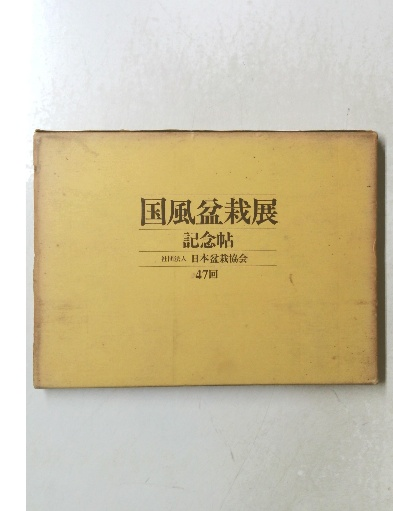 国風盆栽展
記念帖
社団法人 日本盆栽協会
第47回